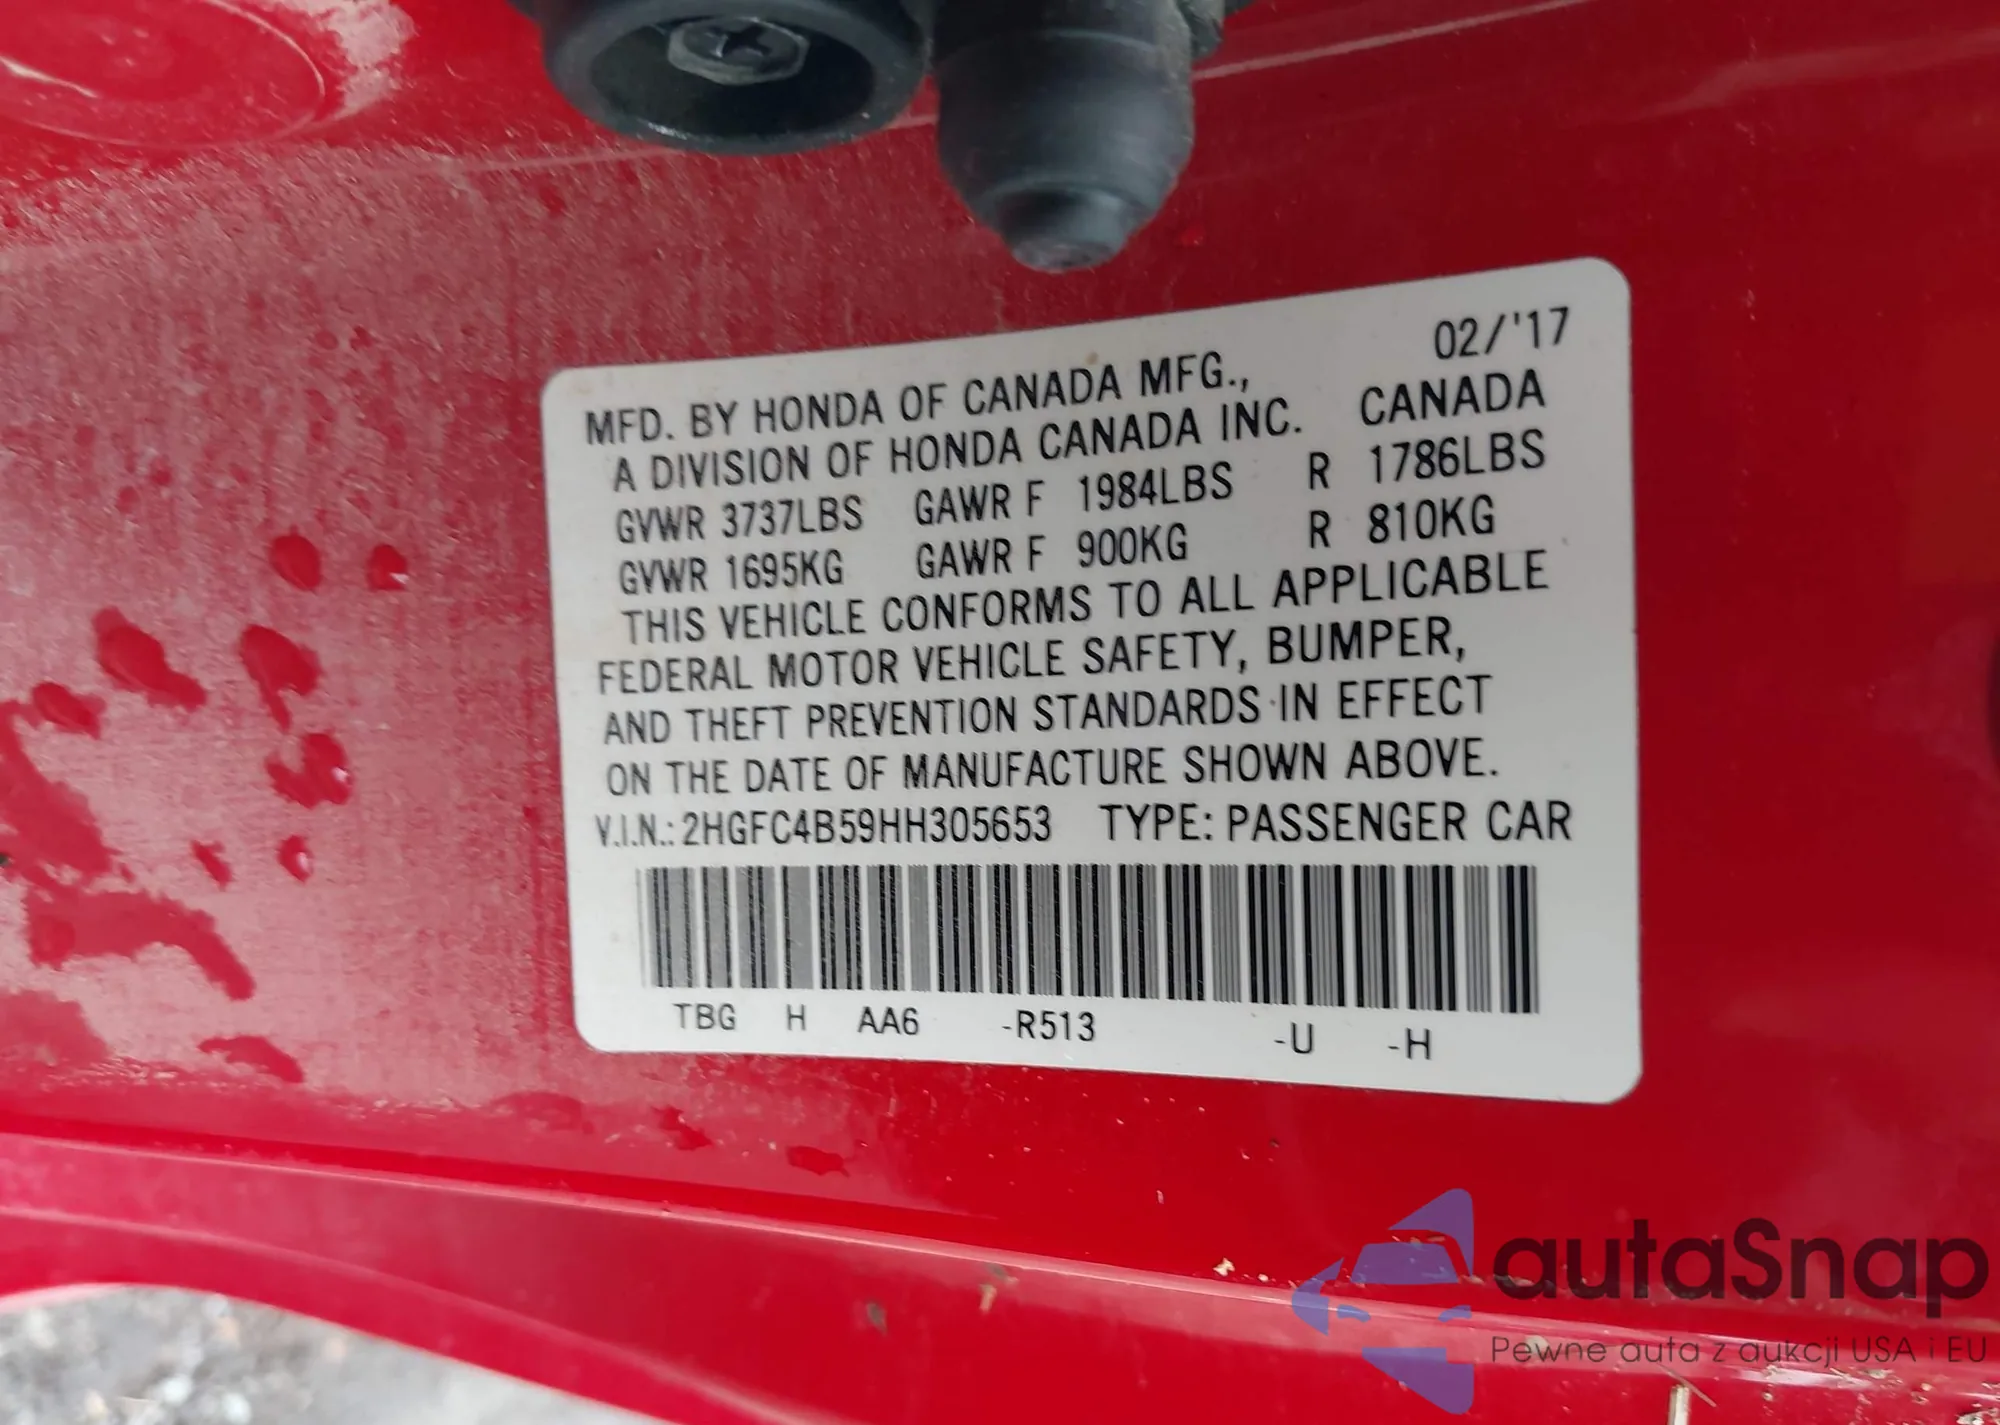 02/'17
MFD. BY HONDA OF CANADA MFG.,
A DIVISION OF HONDA CANADA INC. CANADA
GVWR 3737LBS GAWR F 1984LBS R 1786LBS
GVWR 1695KG GAWR F 900KG R 810KG
THIS VEHICLE CONFORMS TO ALL APPLICABLE
FEDERAL MOTOR VEHICLE SAFETY, BUMPER,
AND THEFT PREVENTION STANDARDS IN EFFECT
ON THE DATE OF MANUFACTURE SHOWN ABOVE.
V.I.N.: 2HGFC4B59HH305653 TYPE: PASSENGER CAR
TBG H AA6 -R513 -U -H
autaSnap
Pewne auta z aukcji USA i EU